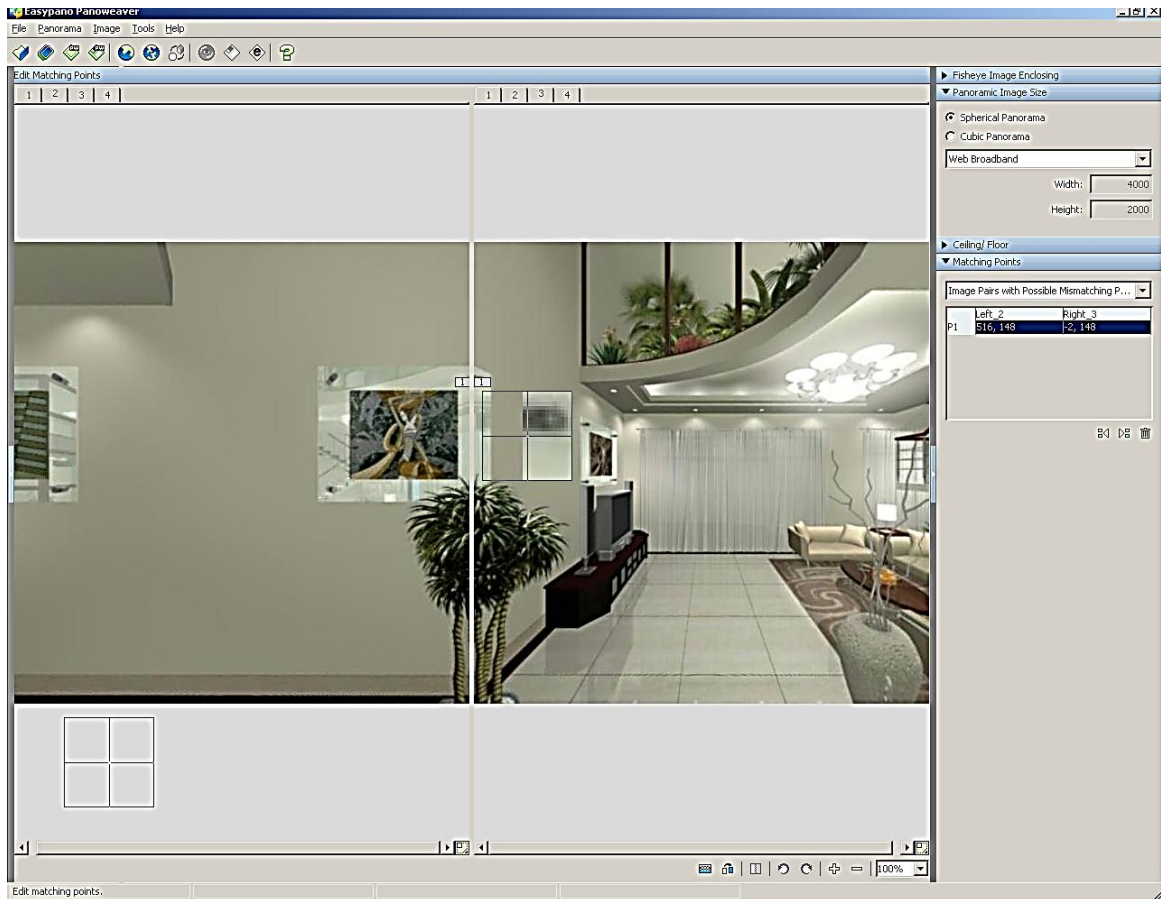 Easypano Panoweaver
File Panorama Image Tools Help
Edit Matching Points
1 2 3 4
1 2 3 4
1 1
Fisheye Image Enclosing
Panoramic Image Size
Spherical Panorama
Cubic Panorama
Web Broadband
Width: 4000
Height: 2000
Ceiling/ Floor
Matching Points
Image Pairs with Possible Mismatching P...
Left_2 Right_3
P1 516, 148 -2, 148
100%
Edit matching points.